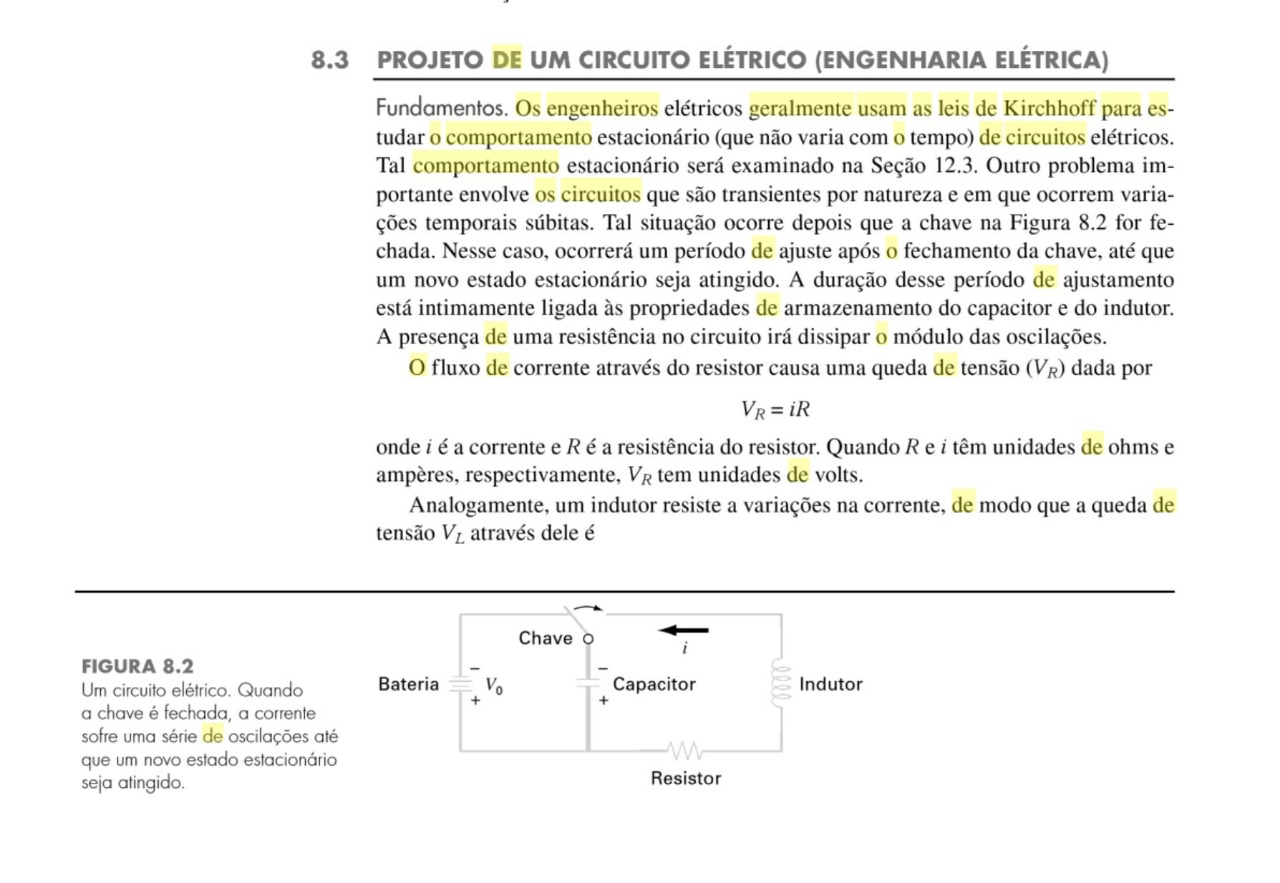 8.3 PROJETO DE UM CIRCUITO ELÉTRICO (ENGENHARIA ELÉTRICA)
Fundamentos. Os engenheiros elétricos geralmente usam as leis de Kirchhoff para es-
tudar o comportamento estacionário (que não varia com o tempo) de circuitos elétricos.
Tal comportamento estacionário será examinado na Seção 12.3. Outro problema im-
portante envolve os circuitos que são transientes por natureza e em que ocorrem varia-
ções temporais súbitas. Tal situação ocorre depois que a chave na Figura 8.2 for fe-
chada. Nesse caso, ocorrerá um período de ajuste após o fechamento da chave, até que
um novo estado estacionário seja atingido. A duração desse período de ajustamento
está intimamente ligada às propriedades de armazenamento do capacitor e do indutor.
A presença de uma resistência no circuito irá dissipar o módulo das oscilações.
O fluxo de corrente através do resistor causa uma queda de tensão (V_R) dada por
V_R = iR
onde i é a corrente e R é a resistência do resistor. Quando R e i têm unidades de ohms e
ampères, respectivamente, V_R tem unidades de volts.
Analogamente, um indutor resiste a variações na corrente, de modo que a queda de
tensão V_L através dele é
FIGURA 8.2
Um circuito elétrico. Quando
a chave é fechada, a corrente
sofre uma série de oscilações até
que um novo estado estacionário
seja atingido.
Chave
i
Bateria
−
V_0
+
−
Capacitor
+
Indutor
Resistor